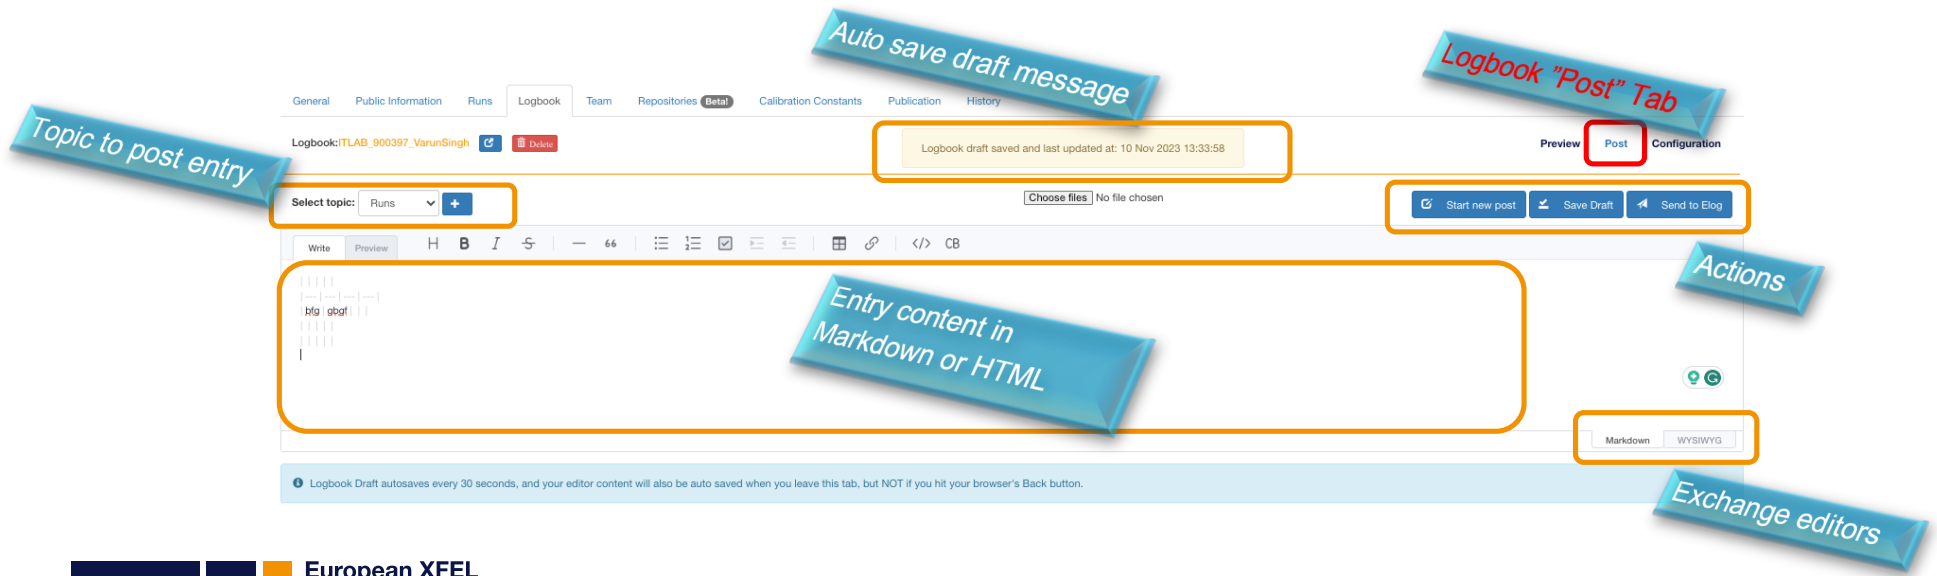 Auto save draft message
Logbook "Post" Tab
General Public Information Runs Logbook Team Repositories Beta! Calibration Constants Publication History
Topic to post entry
Logbook:ITLAB_900397_VarunSingh Delete
Logbook draft saved and last updated at: 10 Nov 2023 13:33:58
Preview Post Configuration
Select topic: Runs +
Choose files No file chosen
Start new post Save Draft Send to Elog
Write Preview H B I S — 66 </> CB
| | | | |
| --- | --- | --- | --- |
| bfg | gbgf | | |
| | | | |
| | | | |
Entry content in
Markdown or HTML
Actions
Markdown WYSIWYG
Logbook Draft autosaves every 30 seconds, and your editor content will also be auto saved when you leave this tab, but NOT if you hit your browser's Back button.
Exchange editors
European XFEL